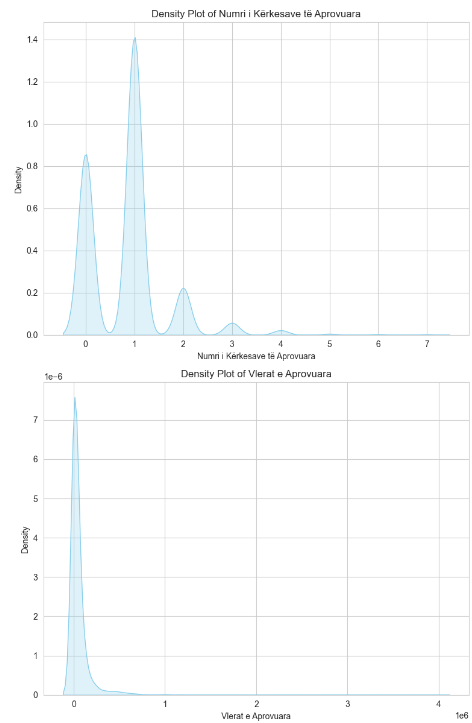 Density Plot of Numri i Kërkesave të Aprovuara
1.4
1.2
1.0
0.8
0.6
0.4
0.2
0.0
Density
0 1 2 3 4 5 6 7
Numri i Kërkesave të Aprovuara
Density Plot of Vlerat e Aprovuara
1e−6
7
6
5
4
3
2
1
0
Density
0 1 2 3 4
1e6
Vlerat e Aprovuara